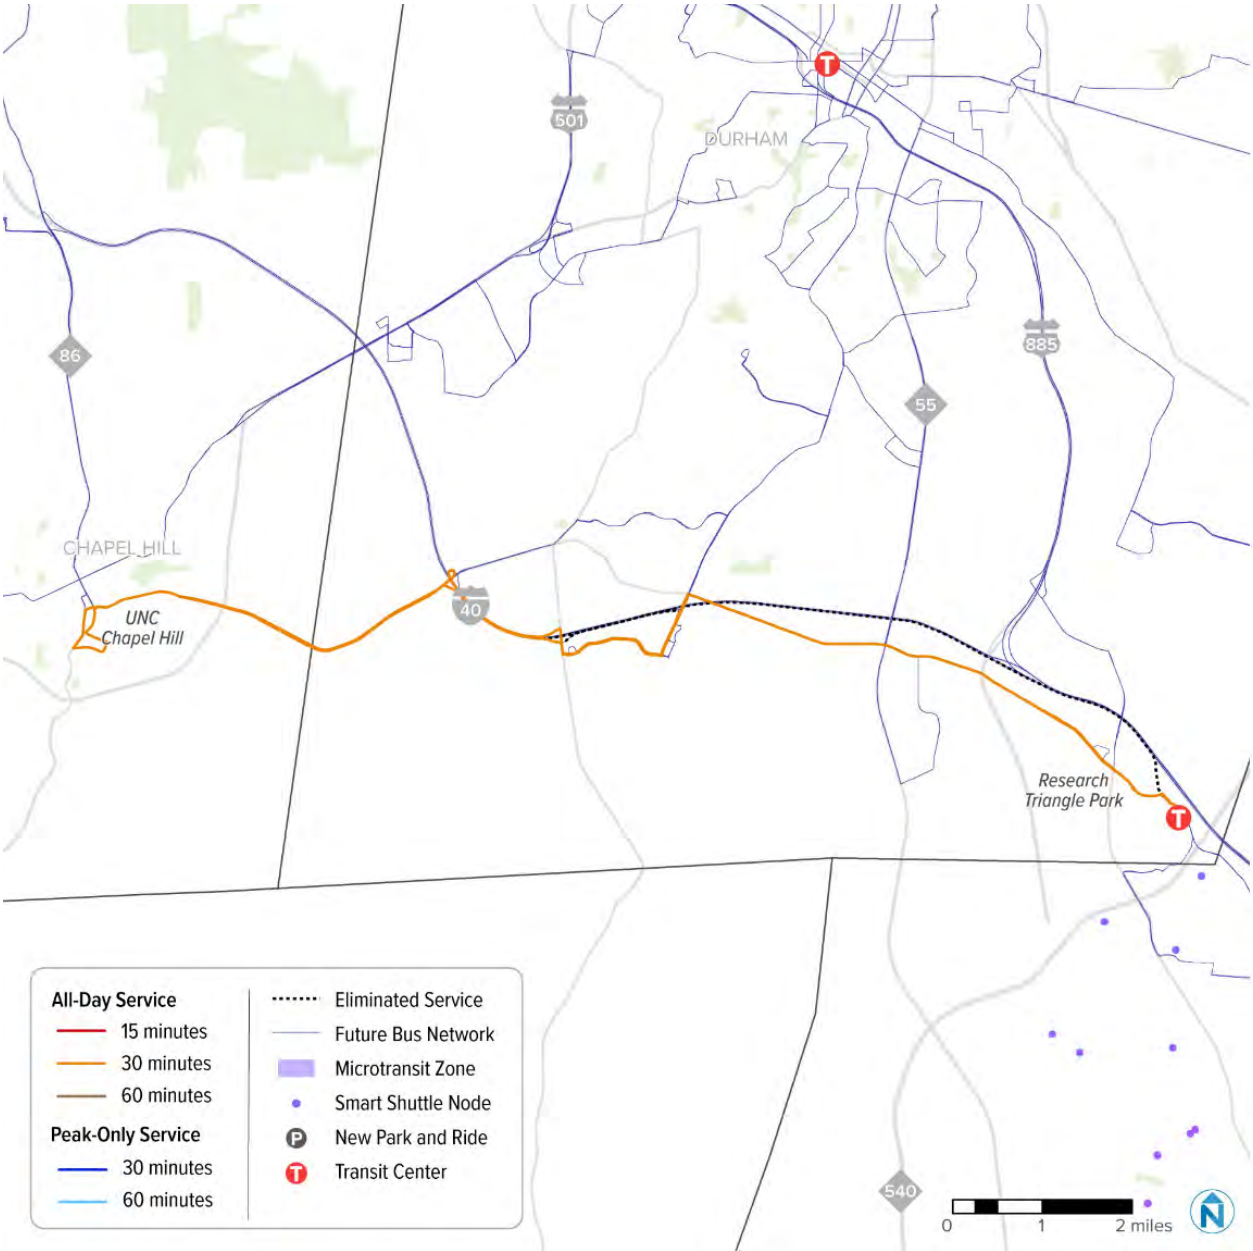 T
501
DURHAM
86
885
55
CHAPEL HILL
40
UNC
Chapel Hill
Research
Triangle Park
T
All-Day Service
15 minutes
30 minutes
60 minutes
Peak-Only Service
30 minutes
60 minutes
Eliminated Service
Future Bus Network
Microtransit Zone
Smart Shuttle Node
P New Park and Ride
T Transit Center
540
0 1 2 miles
N